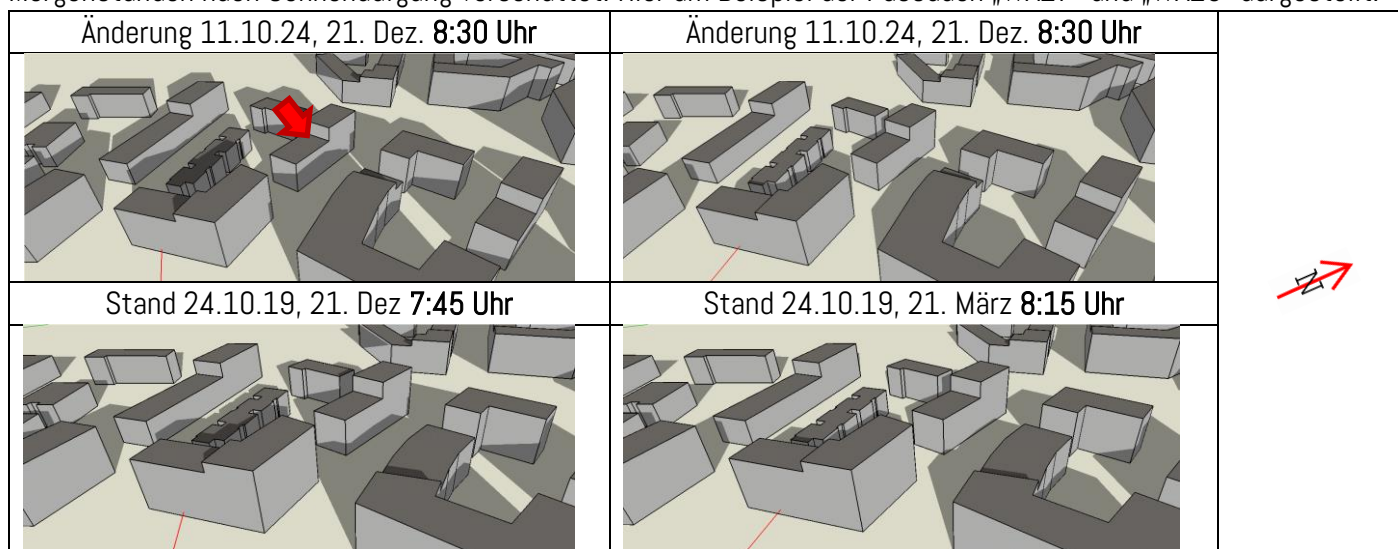 Änderung 11.10.24, 21. Dez. 8:30 Uhr
Änderung 11.10.24, 21. Dez. 8:30 Uhr
N
Stand 24.10.19, 21. Dez 7:45 Uhr
Stand 24.10.19, 21. März 8:15 Uhr